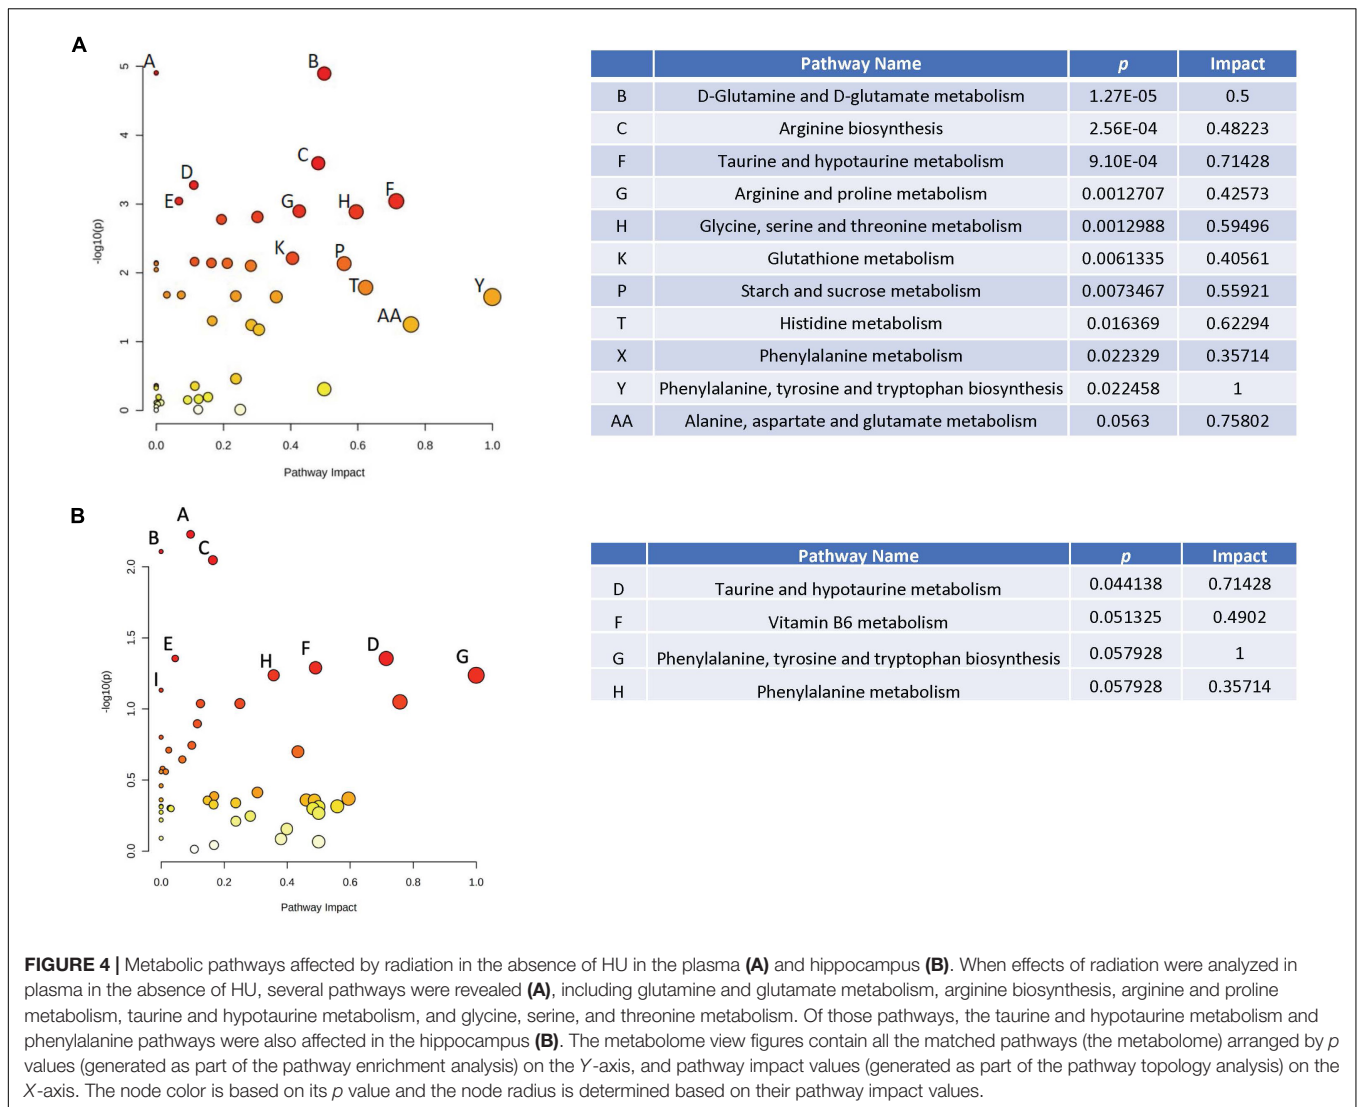 A
A
B
C
D
E
F
G
H
K
P
T
Y
AA
5
4
3
2
1
0
-log10(p)
0.0 0.2 0.4 0.6 0.8 1.0
Pathway Impact
Pathway Name p Impact
B D-Glutamine and D-glutamate metabolism 1.27E-05 0.5
C Arginine biosynthesis 2.56E-04 0.48223
F Taurine and hypotaurine metabolism 9.10E-04 0.71428
G Arginine and proline metabolism 0.0012707 0.42573
H Glycine, serine and threonine metabolism 0.0012988 0.59496
K Glutathione metabolism 0.0061335 0.40561
P Starch and sucrose metabolism 0.0073467 0.55921
T Histidine metabolism 0.016369 0.62294
X Phenylalanine metabolism 0.022329 0.35714
Y Phenylalanine, tyrosine and tryptophan biosynthesis 0.022458 1
AA Alanine, aspartate and glutamate metabolism 0.0563 0.75802
B
A
B
C
E
H
F
D
G
I
2.0
1.5
1.0
0.5
0.0
-log10(p)
0.0 0.2 0.4 0.6 0.8 1.0
Pathway Impact
Pathway Name p Impact
D Taurine and hypotaurine metabolism 0.044138 0.71428
F Vitamin B6 metabolism 0.051325 0.4902
G Phenylalanine, tyrosine and tryptophan biosynthesis 0.057928 1
H Phenylalanine metabolism 0.057928 0.35714
FIGURE 4 | Metabolic pathways affected by radiation in the absence of HU in the plasma (A) and hippocampus (B). When effects of radiation were analyzed in
plasma in the absence of HU, several pathways were revealed (A), including glutamine and glutamate metabolism, arginine biosynthesis, arginine and proline
metabolism, taurine and hypotaurine metabolism, and glycine, serine, and threonine metabolism. Of those pathways, the taurine and hypotaurine metabolism and
phenylalanine pathways were also affected in the hippocampus (B). The metabolome view figures contain all the matched pathways (the metabolome) arranged by p
values (generated as part of the pathway enrichment analysis) on the Y-axis, and pathway impact values (generated as part of the pathway topology analysis) on the
X-axis. The node color is based on its p value and the node radius is determined based on their pathway impact values.